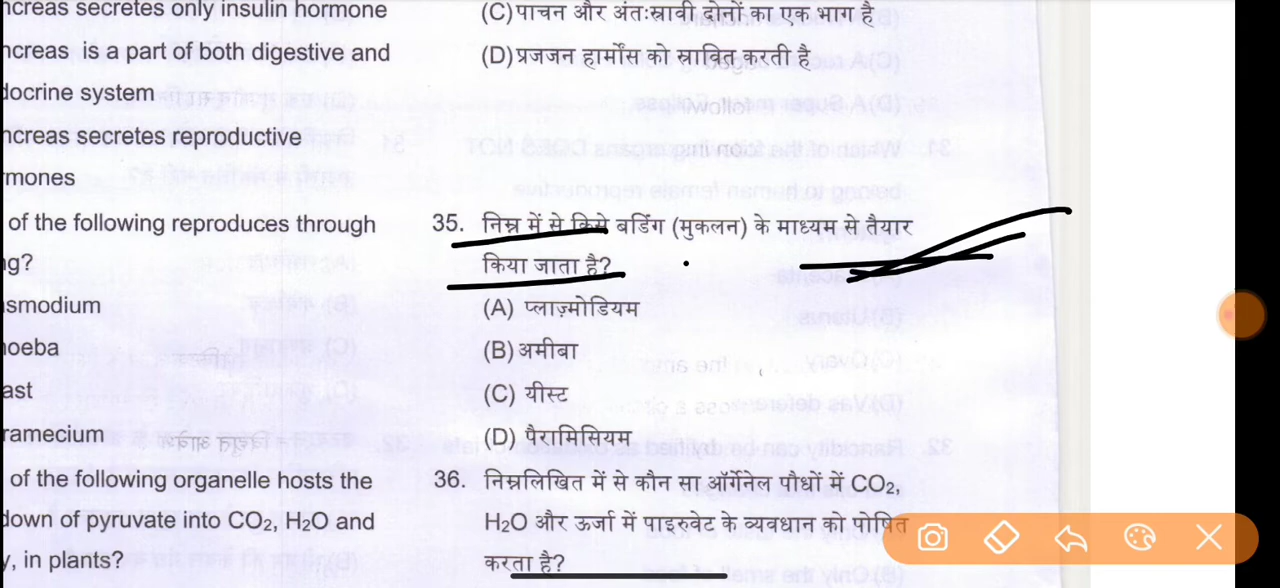 ncreas secretes only insulin hormone
ncreas is a part of both digestive and
docrine system
ncreas secretes reproductive
rmones
of the following reproduces through
ng?
smodium
oeba
ast
ramecium
of the following organelle hosts the
down of pyruvate into CO₂, H₂O and
y, in plants?
(C) पाचन और अंतःस्रावी दोनों का एक भाग है
(D) प्रजजन हार्मोंस को स्रावित करती है
35. निम्न में से किसे बडिंग (मुकलन) के माध्यम से तैयार
किया जाता है?
(A) प्लाज़्मोडियम
(B) अमीबा
(C) यीस्ट
(D) पैरामिसियम
36. निम्नलिखित में से कौन सा ऑर्गेनेल पौधों में CO₂,
H₂O और ऊर्जा में पाइरुवेट के व्यवधान को पोषित
करता है?